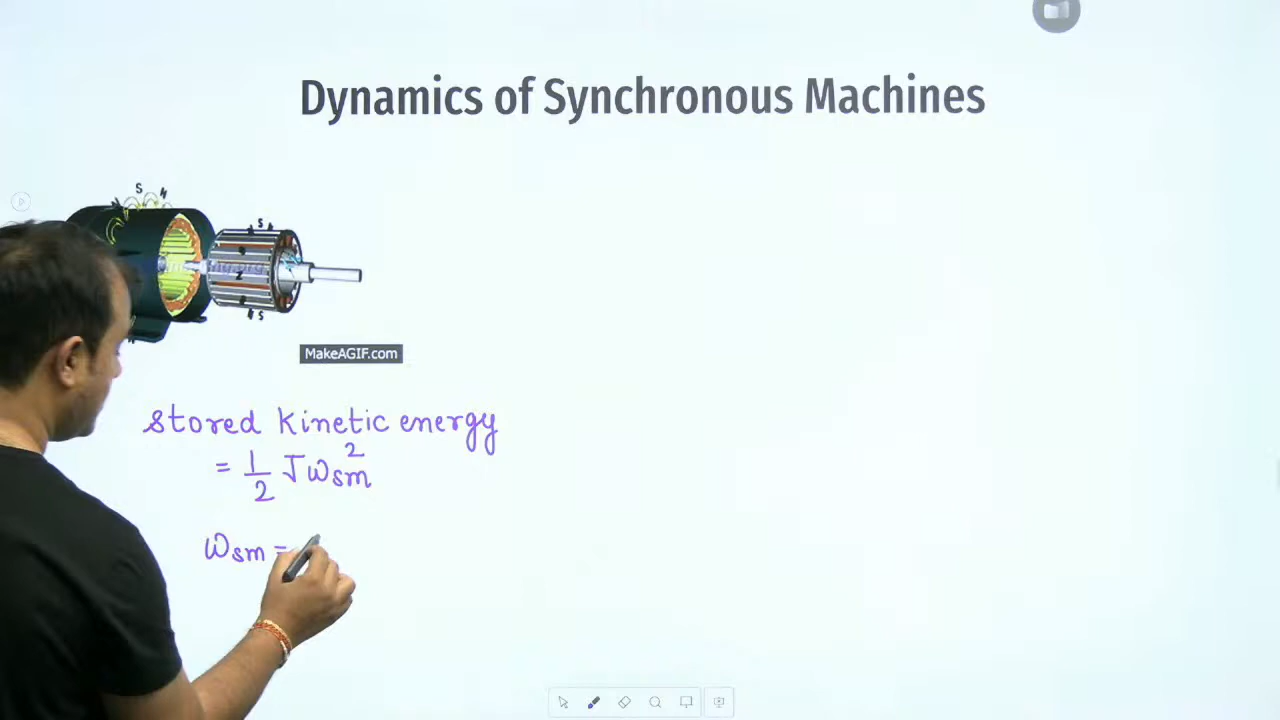 Dynamics of Synchronous Machines
S
N
S
N
S
MakeAGIF.com
Stored Kinetic energy
= 1/2 Jωsm²
ωsm =